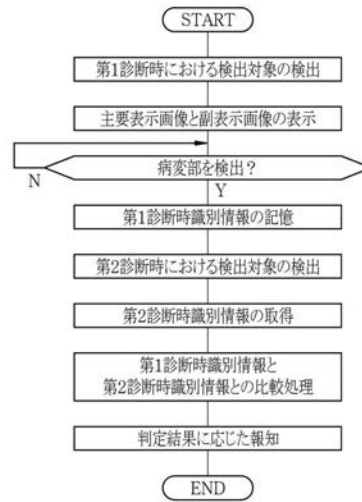 START
第1診断時における検出対象の検出
主要表示画像と副表示画像の表示
病変部を検出?
N
Y
第1診断時識別情報の記憶
第2診断時における検出対象の検出
第2診断時識別情報の取得
第1診断時識別情報と
第2診断時識別情報との比較処理
判定結果に応じた報知
END